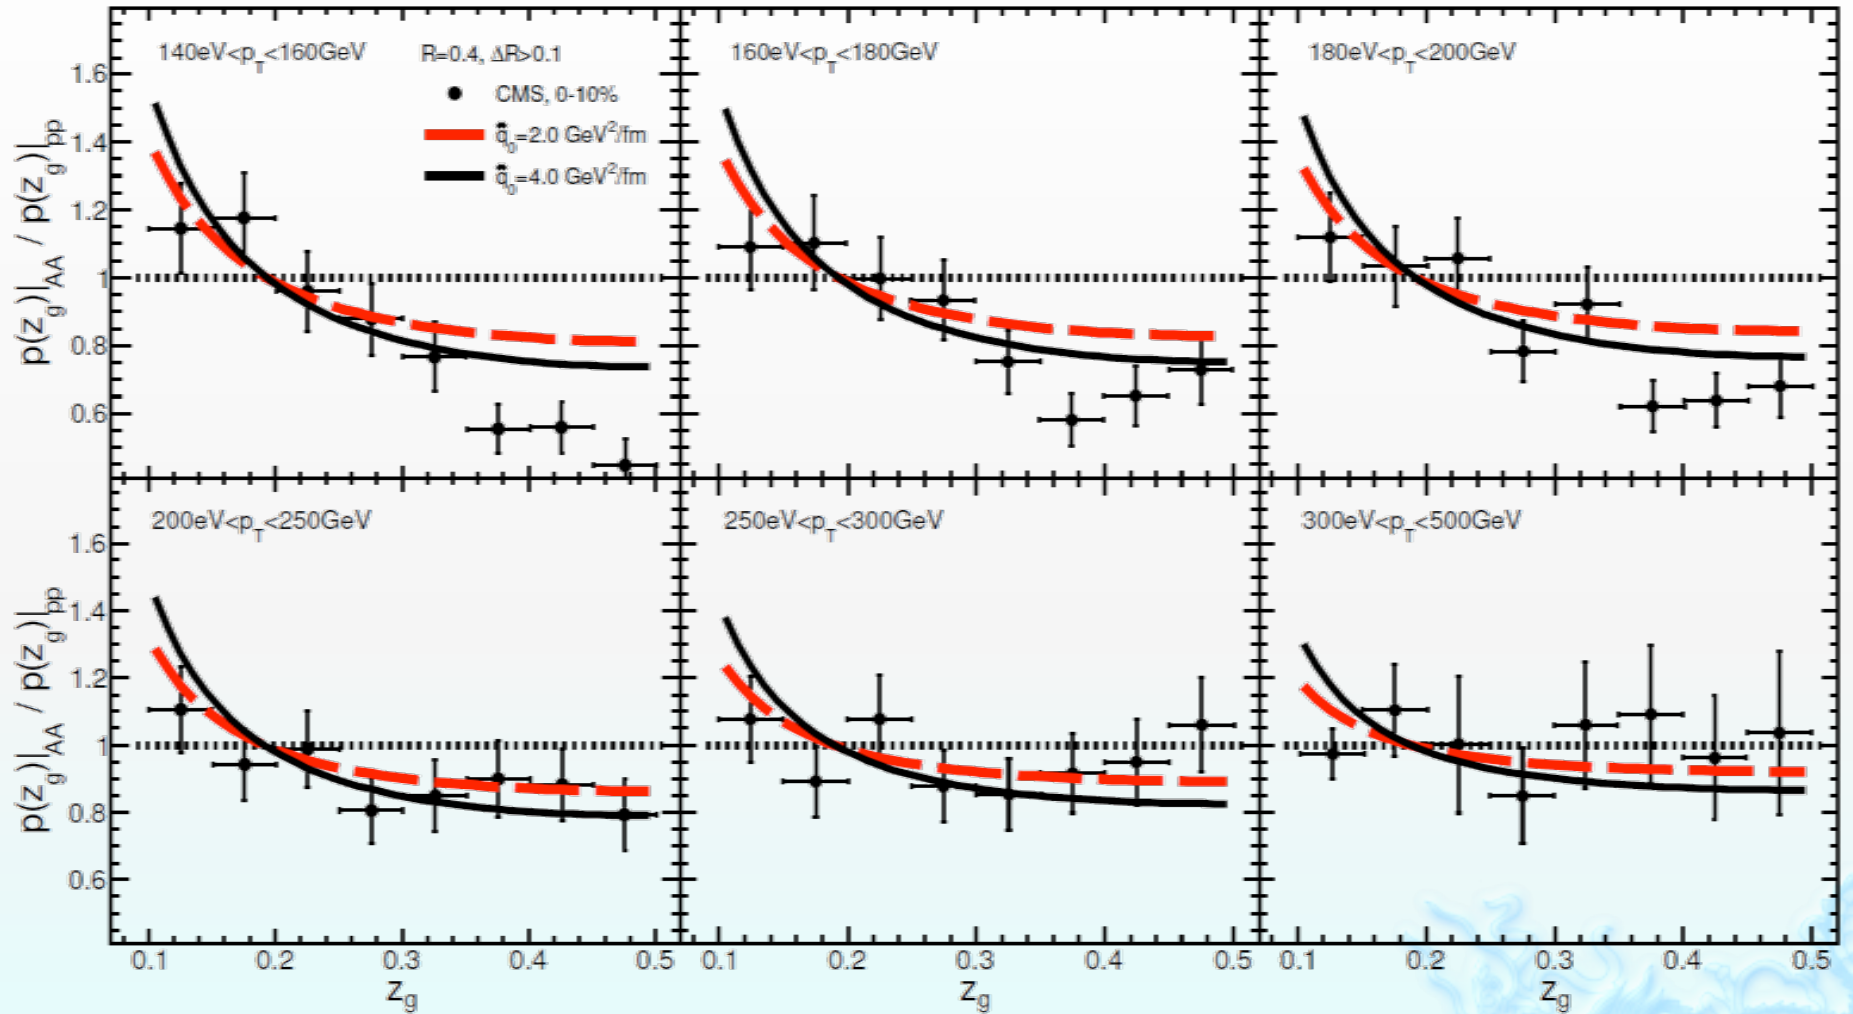 140eV<p_T<160GeV
R=0.4, ΔR>0.1
CMS, 0-10%
q̂_0=2.0 GeV²/fm
q̂_0=4.0 GeV²/fm
160eV<p_T<180GeV
180eV<p_T<200GeV
p(z_g)|_AA / p(z_g)|_pp
1.6
1.4
1.2
1
0.8
0.6
200eV<p_T<250GeV
250eV<p_T<300GeV
300eV<p_T<500GeV
p(z_g)|_AA / p(z_g)|_pp
1.6
1.4
1.2
1
0.8
0.6
0.1 0.2 0.3 0.4 0.5 0.1 0.2 0.3 0.4 0.5 0.1 0.2 0.3 0.4 0.5
z_g z_g z_g